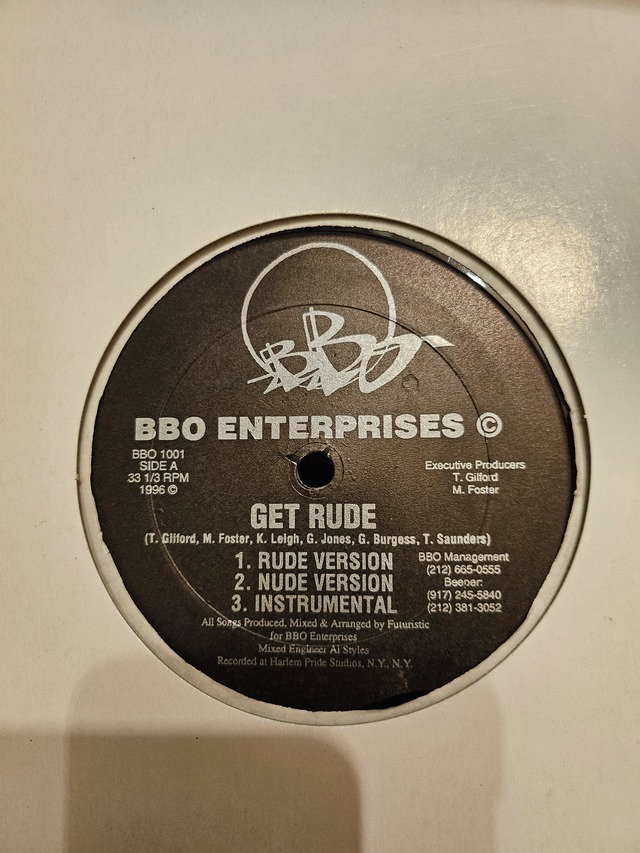 BBO
BBO ENTERPRISES ©
BBO 1001
SIDE A
33 1/3 RPM
1996 ©
Executive Producers
T. Gilford
M. Foster
GET RUDE
(T. Gilford, M. Foster, K. Leigh, G. Jones, G. Burgess, T. Saunders)
1. RUDE VERSION
2. NUDE VERSION
3. INSTRUMENTAL
BBO Management
(212) 665-0555
Beeper:
(917) 245-5840
(212) 381-3052
All Songs Produced, Mixed & Arranged by Futuristic
for BBO Enterprises
Mixed Engineer Al Styles
Recorded at Harlem Pride Studios, N.Y., N.Y.